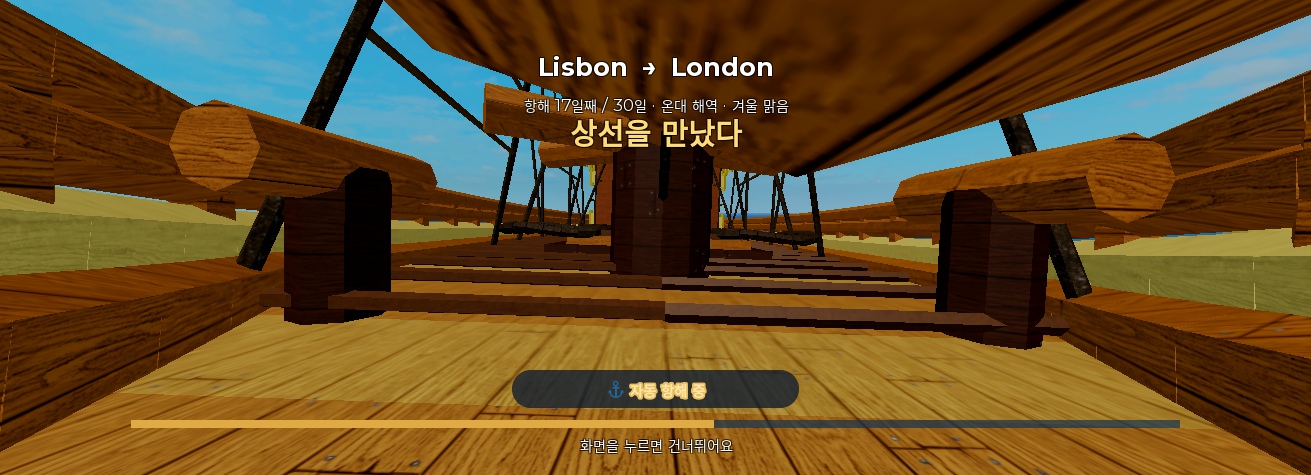 Lisbon → London
항해 17일째 / 30일 · 온대 해역 · 겨울 맑음
상선을 만났다
⚓ 자동 항해 중
화면을 누르면 건너뛰어요